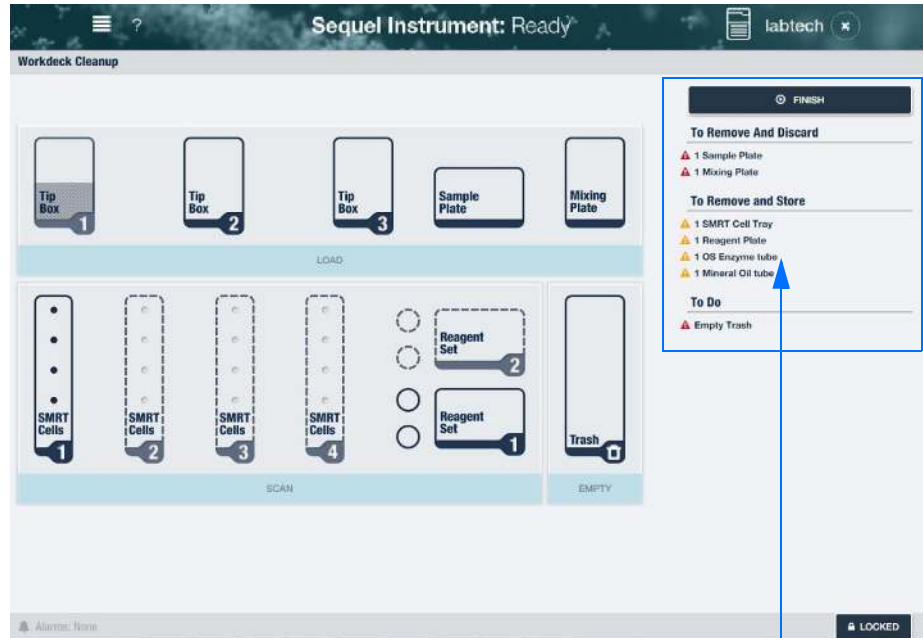 ?
Sequel Instrument: Ready
labtech
Workdeck Cleanup
FINISH
To Remove And Discard
1 Sample Plate
1 Mixing Plate
To Remove and Store
1 SMRT Cell Tray
1 Reagent Plate
1 OS Enzyme tube
1 Mineral Oil tube
To Do
Empty Trash
Tip
Box
1
Tip
Box
2
Tip
Box
3
Sample
Plate
Mixing
Plate
LOAD
SMRT
Cells
1
SMRT
Cells
2
SMRT
Cells
3
SMRT
Cells
4
Reagent
Set
2
Reagent
Set
1
Trash
SCAN
EMPTY
Alarms: None
LOCKED